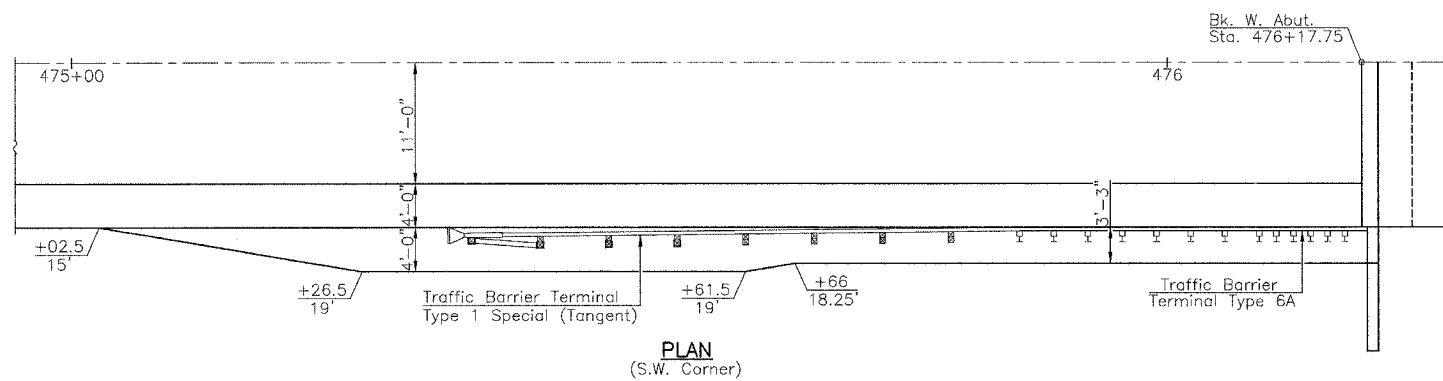 Bk. W. Abut.
Sta. 476+17.75
475+00
476
11'-0"
4'-0"
4'-0"
3'-3"
+02.5
15'
+26.5
19'
Traffic Barrier Terminal
Type 1 Special (Tangent)
+61.5
19'
+66
18.25'
Traffic Barrier
Terminal Type 6A
PLAN
(S.W. Corner)